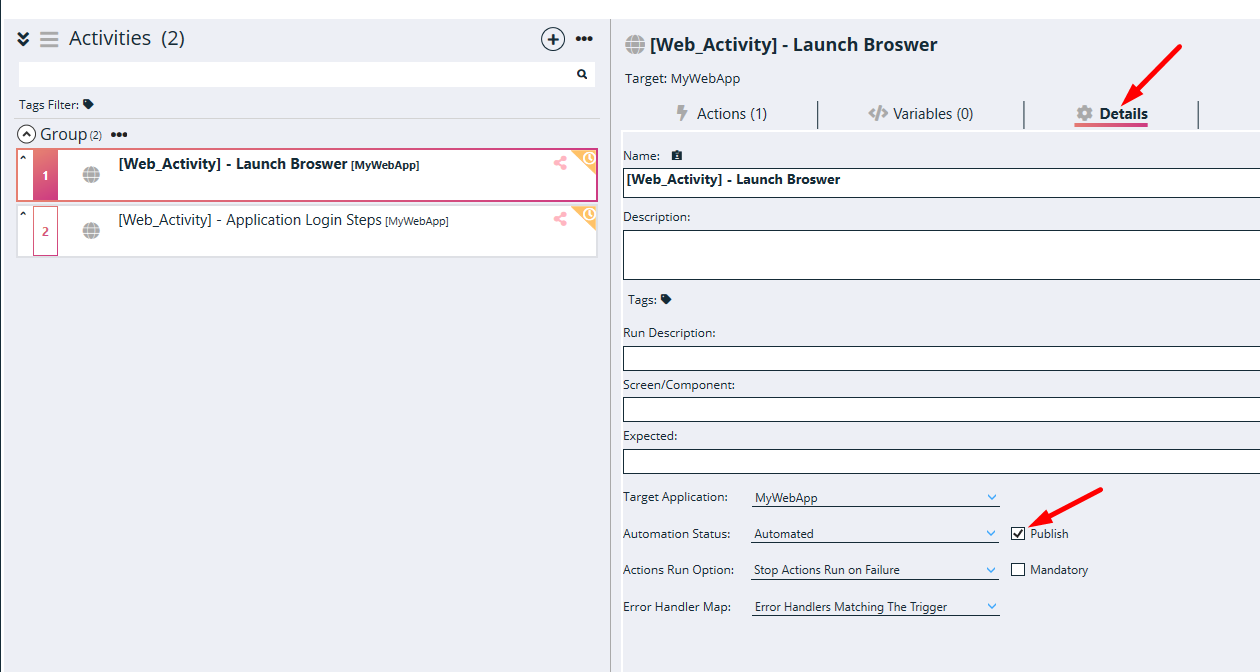 Activities (2)
Tags Filter:
Group (2)
1
[Web_Activity] - Launch Broswer [MyWebApp]
2
[Web_Activity] - Application Login Steps [MyWebApp]
[Web_Activity] - Launch Broswer
Target: MyWebApp
Actions (1)
Variables (0)
Details
Name:
[Web_Activity] - Launch Broswer
Description:
Tags:
Run Description:
Screen/Component:
Expected:
Target Application: MyWebApp
Automation Status: Automated Publish
Actions Run Option: Stop Actions Run on Failure Mandatory
Error Handler Map: Error Handlers Matching The Trigger